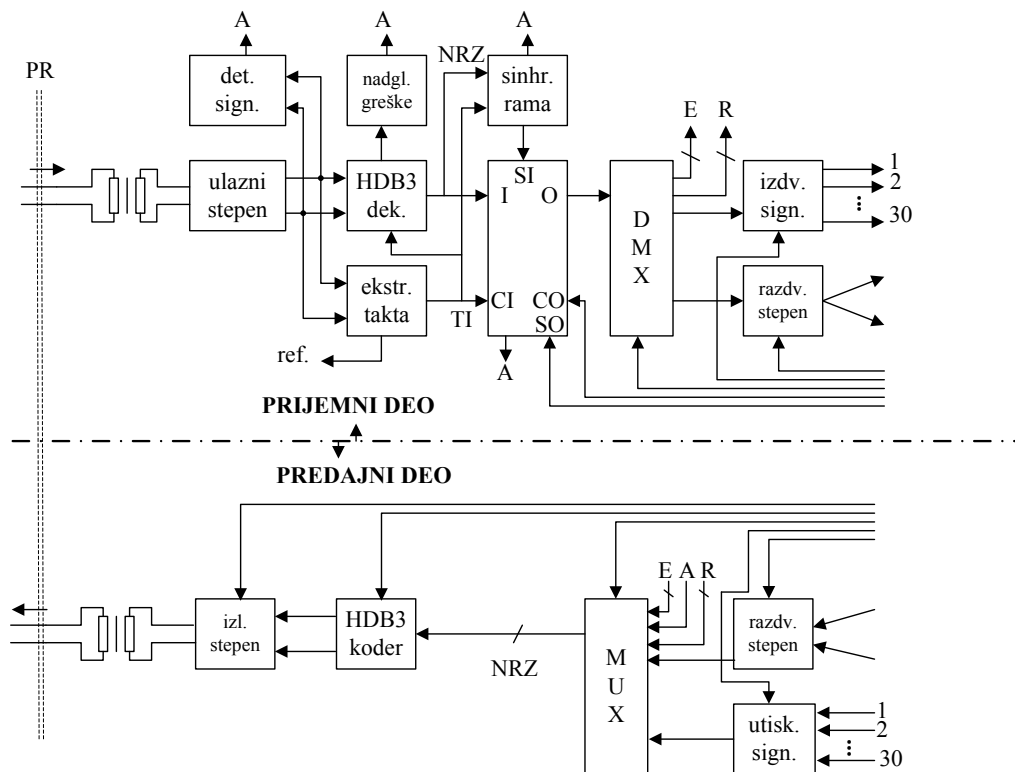 A
A
A
NRZ
PR
det.
sign.
nadgl.
greške
sinhr.
rama
E
R
ulazni
stepen
HDB3
dek.
SI
I
O
D
M
X
izdv.
sign.
1
2
⋮
30
ekstr.
takta
TI
CI
CO
SO
razdv.
stepen
ref.
A
PRIJEMNI DEO
PREDAJNI DEO
E A R
izl.
stepen
HDB3
koder
NRZ
M
U
X
razdv.
stepen
utisk.
sign.
1
2
⋮
30